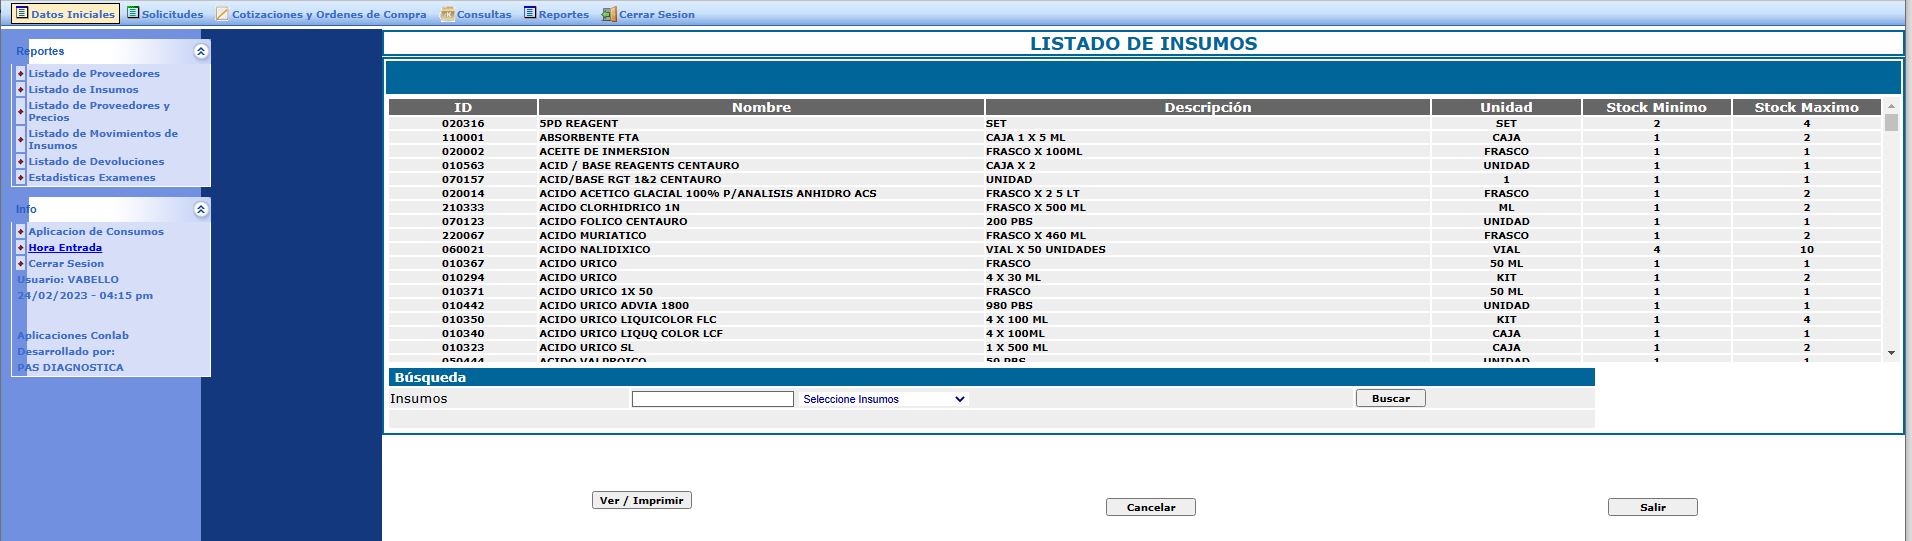 Datos Iniciales Solicitudes Cotizaciones y Ordenes de Compra Consultas Reportes Cerrar Sesion
Reportes
Listado de Proveedores
Listado de Insumos
Listado de Proveedores y
Precios
Listado de Movimientos de
Insumos
Listado de Devoluciones
Estadisticas Examenes
Info
Aplicacion de Consumos
Hora Entrada
Cerrar Sesion
Usuario: VABELLO
24/02/2023 - 04:15 pm
Aplicaciones Conlab
Desarrollado por:
PAS DIAGNOSTICA
LISTADO DE INSUMOS
ID Nombre Descripción Unidad Stock Minimo Stock Maximo
020316 5PD REAGENT SET SET 2 4
110001 ABSORBENTE FTA CAJA 1 X 5 ML CAJA 1 2
020002 ACEITE DE INMERSION FRASCO X 100ML FRASCO 1 1
010563 ACID / BASE REAGENTS CENTAURO CAJA X 2 UNIDAD 1 1
070157 ACID/BASE RGT 1&2 CENTAURO UNIDAD 1 1 1
020014 ACIDO ACETICO GLACIAL 100% P/ANALISIS ANHIDRO ACS FRASCO X 2 5 LT FRASCO 1 2
210333 ACIDO CLORHIDRICO 1N FRASCO X 500 ML ML 1 2
070123 ACIDO FOLICO CENTAURO 200 PBS UNIDAD 1 1
220067 ACIDO MURIATICO FRASCO X 460 ML FRASCO 1 2
060021 ACIDO NALIDIXICO VIAL X 50 UNIDADES VIAL 4 10
010367 ACIDO URICO FRASCO 50 ML 1 1
010294 ACIDO URICO 4 X 30 ML KIT 1 2
010371 ACIDO URICO 1X 50 FRASCO 50 ML 1 1
010442 ACIDO URICO ADVIA 1800 980 PBS UNIDAD 1 1
010350 ACIDO URICO LIQUICOLOR FLC 4 X 100 ML KIT 1 4
010340 ACIDO URICO LIQUQ COLOR LCF 4 X 100ML CAJA 1 1
010323 ACIDO URICO SL 1 X 500 ML CAJA 1 2
050444 ACIDO VALPROICO 50 PBS UNIDAD 1 1
Búsqueda
Insumos Seleccione Insumos Buscar
Ver / Imprimir Cancelar Salir